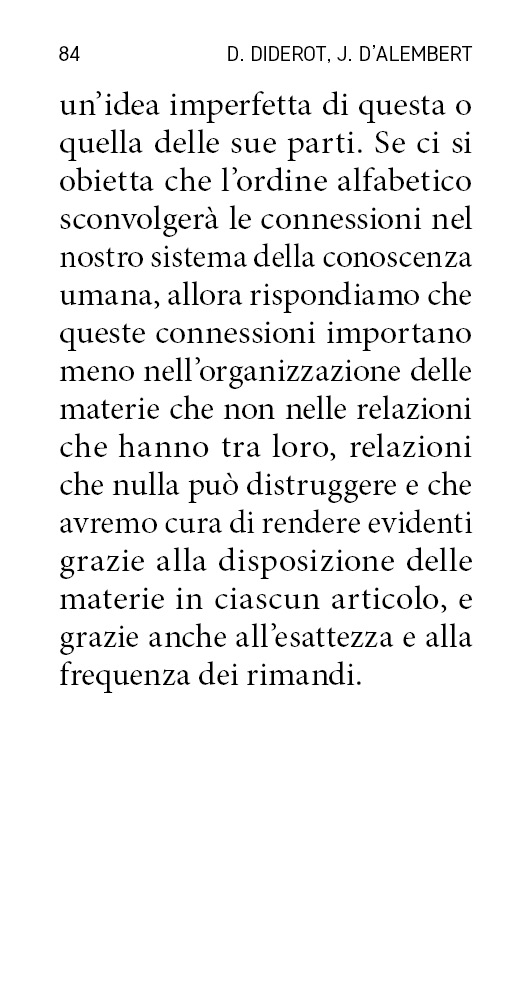 84 D. DIDEROT, J. D’ALEMBERT
un’idea imperfetta di questa o
quella delle sue parti. Se ci si
obietta che l’ordine alfabetico
sconvolgerà le connessioni nel
nostro sistema della conoscenza
umana, allora rispondiamo che
queste connessioni importano
meno nell’organizzazione delle
materie che non nelle relazioni
che hanno tra loro, relazioni
che nulla può distruggere e che
avremo cura di rendere evidenti
grazie alla disposizione delle
materie in ciascun articolo, e
grazie anche all’esattezza e alla
frequenza dei rimandi.